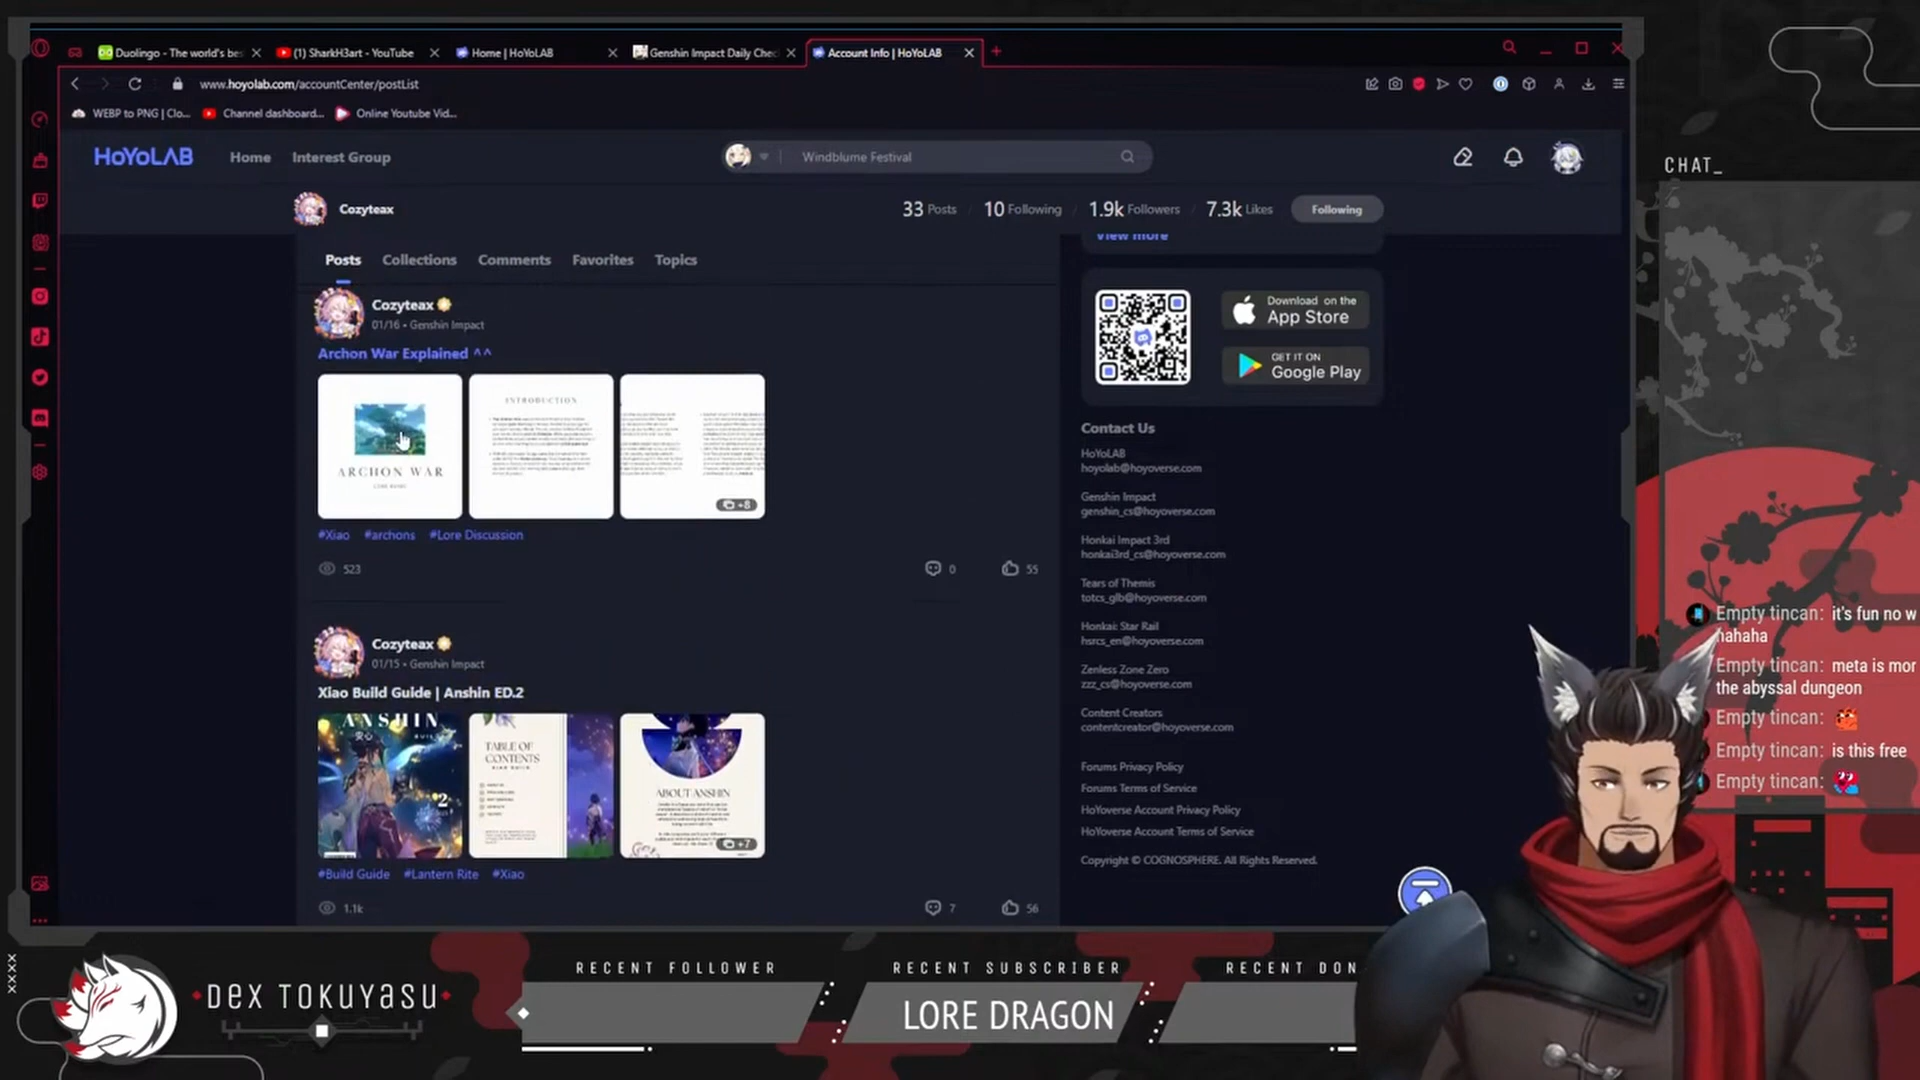 Duolingo - The world's bes
(1) SharkH3art - YouTube
Home | HoYoLAB
Genshin Impact Daily Chec
Account Info | HoYoLAB
www.hoyolab.com/accountCenter/postList
WEBP to PNG | Clo...
Channel dashboard...
Online Youtube Vid...
HoYoLAB
Home
Interest Group
Windblume Festival
Cozyteax
33 Posts / 10 Following / 1.9k Followers / 7.3k Likes
Following
View more
Posts
Collections
Comments
Favorites
Topics
Cozyteax
01/16 • Genshin Impact
Archon War Explained ^^
ARCHON WAR
INTRODUCTION
+8
#Xiao #archons #Lore Discussion
523
0
55
Cozyteax
01/15 • Genshin Impact
Xiao Build Guide | Anshin ED.2
ANSHIN
安心
2
TABLE OF
CONTENTS
ABOUT ANSHIN
+7
#Build Guide #Lantern Rite #Xiao
1.1k
7
56
Download on the
App Store
GET IT ON
Google Play
Contact Us
HoYoLAB
hoyolab@hoyoverse.com
Genshin Impact
genshin_cs@hoyoverse.com
Honkai Impact 3rd
honkai3rd_cs@hoyoverse.com
Tears of Themis
totcs_glb@hoyoverse.com
Honkai: Star Rail
hsrcs_en@hoyoverse.com
Zenless Zone Zero
zzz_cs@hoyoverse.com
Content Creators
contentcreator@hoyoverse.com
Forums Privacy Policy
Forums Terms of Service
HoYoverse Account Privacy Policy
HoYoverse Account Terms of Service
Copyright © COGNOSPHERE. All Rights Reserved.
CHAT_
Empty tincan: it's fun no w
hahaha
Empty tincan: meta is mor
the abyssal dungeon
Empty tincan:
Empty tincan: is this free
Empty tincan:
XXXX
DEX TOKUYASU
RECENT FOLLOWER
RECENT SUBSCRIBER
LORE DRAGON
RECENT DON